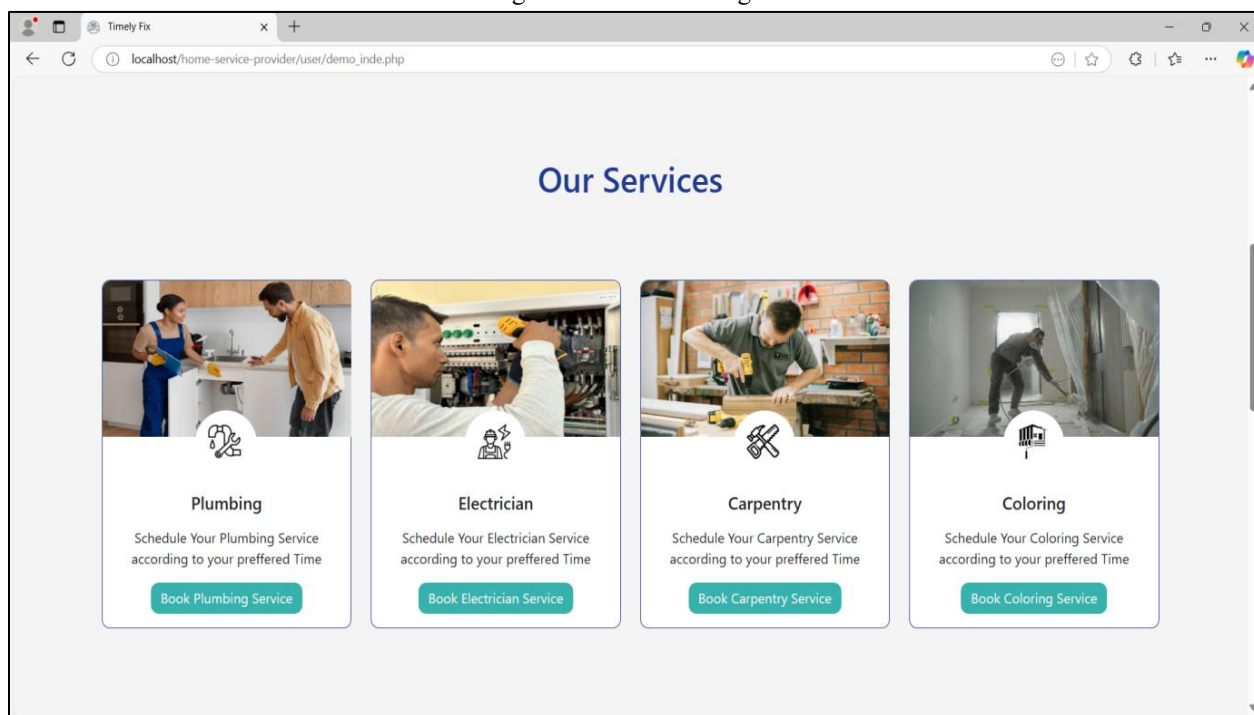 Timely Fix
localhost/home-service-provider/user/demo_inde.php
Our Services
Plumbing
Schedule Your Plumbing Service
according to your preffered Time
Book Plumbing Service
Electrician
Schedule Your Electrician Service
according to your preffered Time
Book Electrician Service
Carpentry
Schedule Your Carpentry Service
according to your preffered Time
Book Carpentry Service
Coloring
Schedule Your Coloring Service
according to your preffered Time
Book Coloring Service